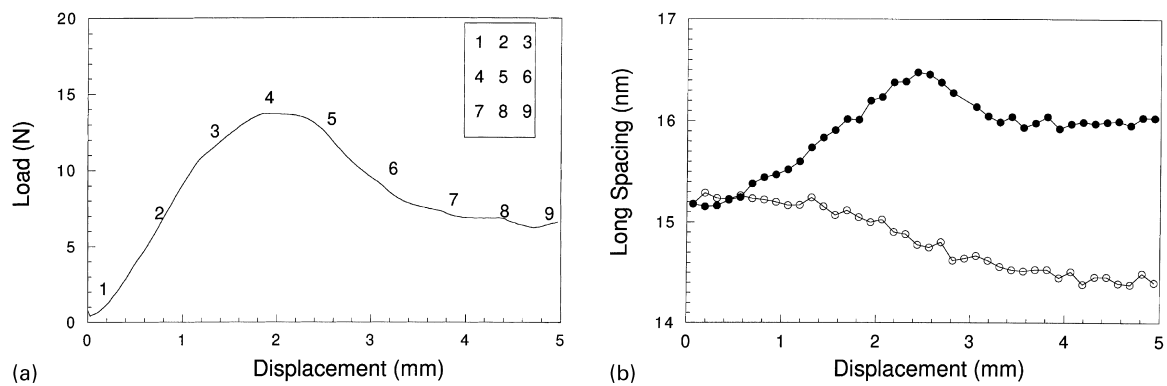 20
15
10
5
0
Load (N)
1 2 3
4 5 6
7 8 9
1
2
3
4
5
6
7
8
9
0 1 2 3 4 5
Displacement (mm)
(a)
17
16
15
14
Long Spacing (nm)
0 1 2 3 4 5
Displacement (mm)
(b)